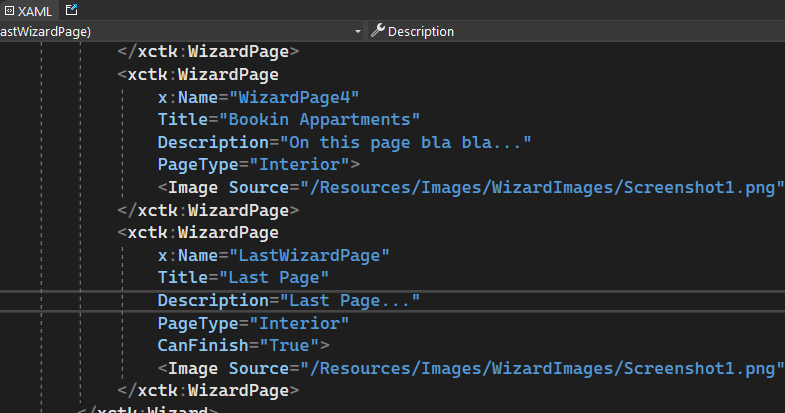 XAML
astWizardPage)
Description
</xctk:WizardPage>
<xctk:WizardPage
x:Name="WizardPage4"
Title="Bookin Appartments"
Description="On this page bla bla..."
PageType="Interior">
<Image Source="/Resources/Images/WizardImages/Screenshot1.png"
</xctk:WizardPage>
<xctk:WizardPage
x:Name="LastWizardPage"
Title="Last Page"
Description="Last Page..."
PageType="Interior"
CanFinish="True">
<Image Source="/Resources/Images/WizardImages/Screenshot1.png"
</xctk:WizardPage>
</xctk:Wizard>